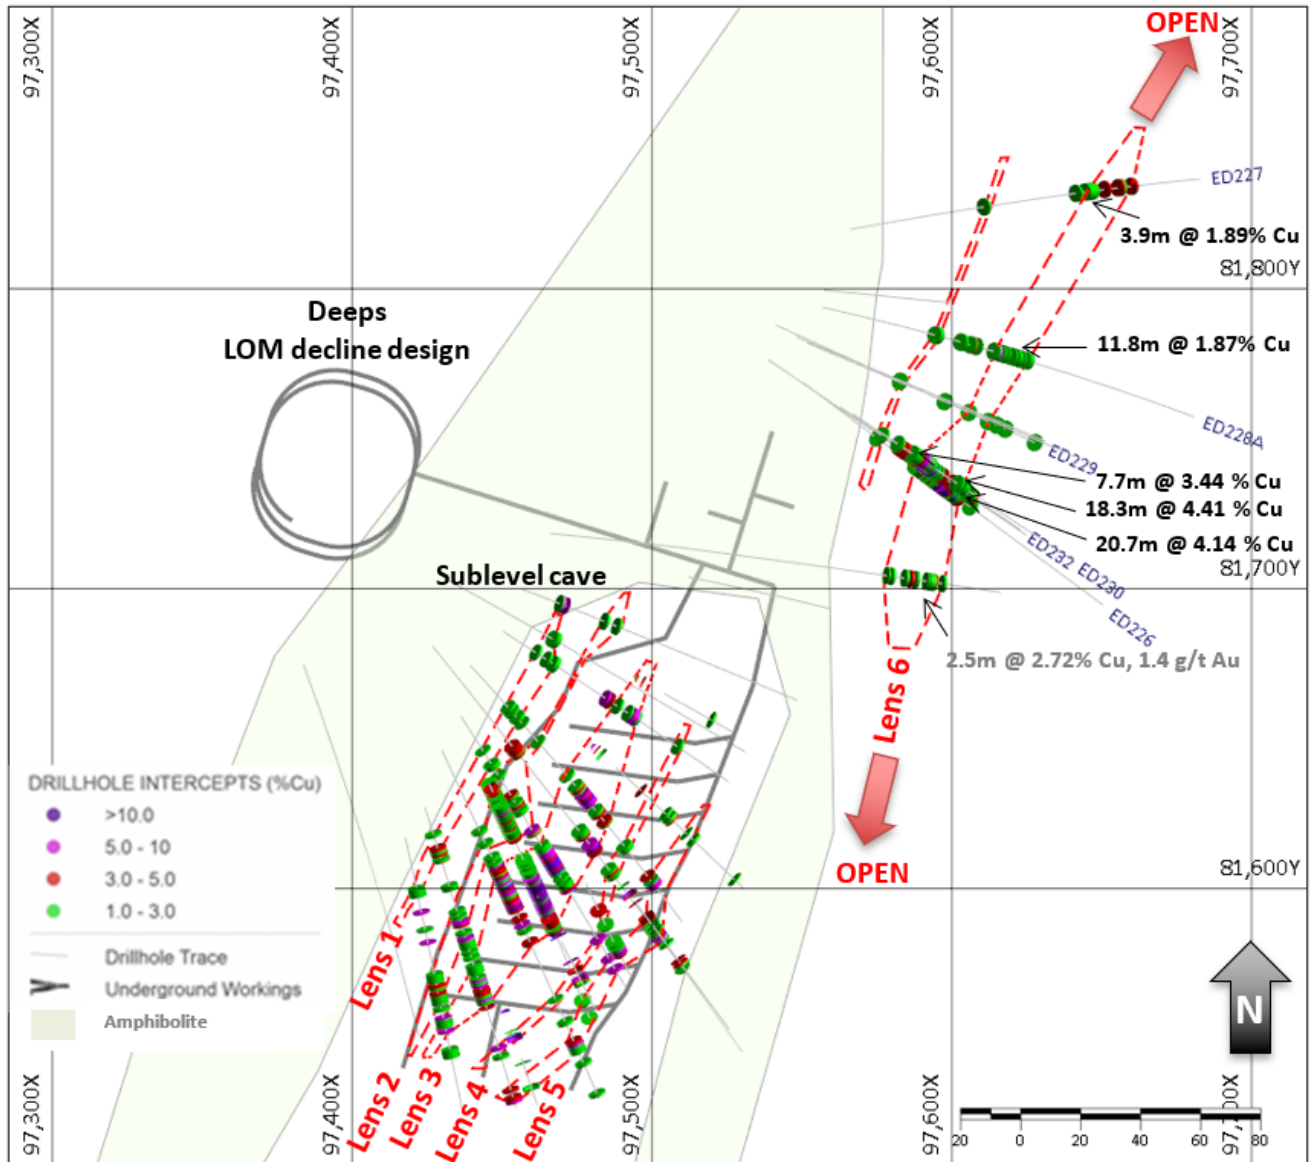 97,300X
97,400X
97,500X
97,600X
97,700X
OPEN
ED227
3.9m @ 1.89% Cu
81,800Y
Deeps
LOM decline design
11.8m @ 1.87% Cu
ED228A
ED229
7.7m @ 3.44 % Cu
18.3m @ 4.41 % Cu
20.7m @ 4.14 % Cu
ED232 ED230
81,700Y
Sublevel cave
ED226
2.5m @ 2.72% Cu, 1.4 g/t Au
Lens 6
DRILLHOLE INTERCEPTS (%Cu)
>10.0
5.0 - 10
3.0 - 5.0
1.0 - 3.0
Drillhole Trace
Underground Workings
Amphibolite
OPEN
81,600Y
Lens 1
Lens 2
Lens 3
Lens 4
Lens 5
N
97,300X
97,400X
97,500X
97,600X
20 0 20 40 60 80